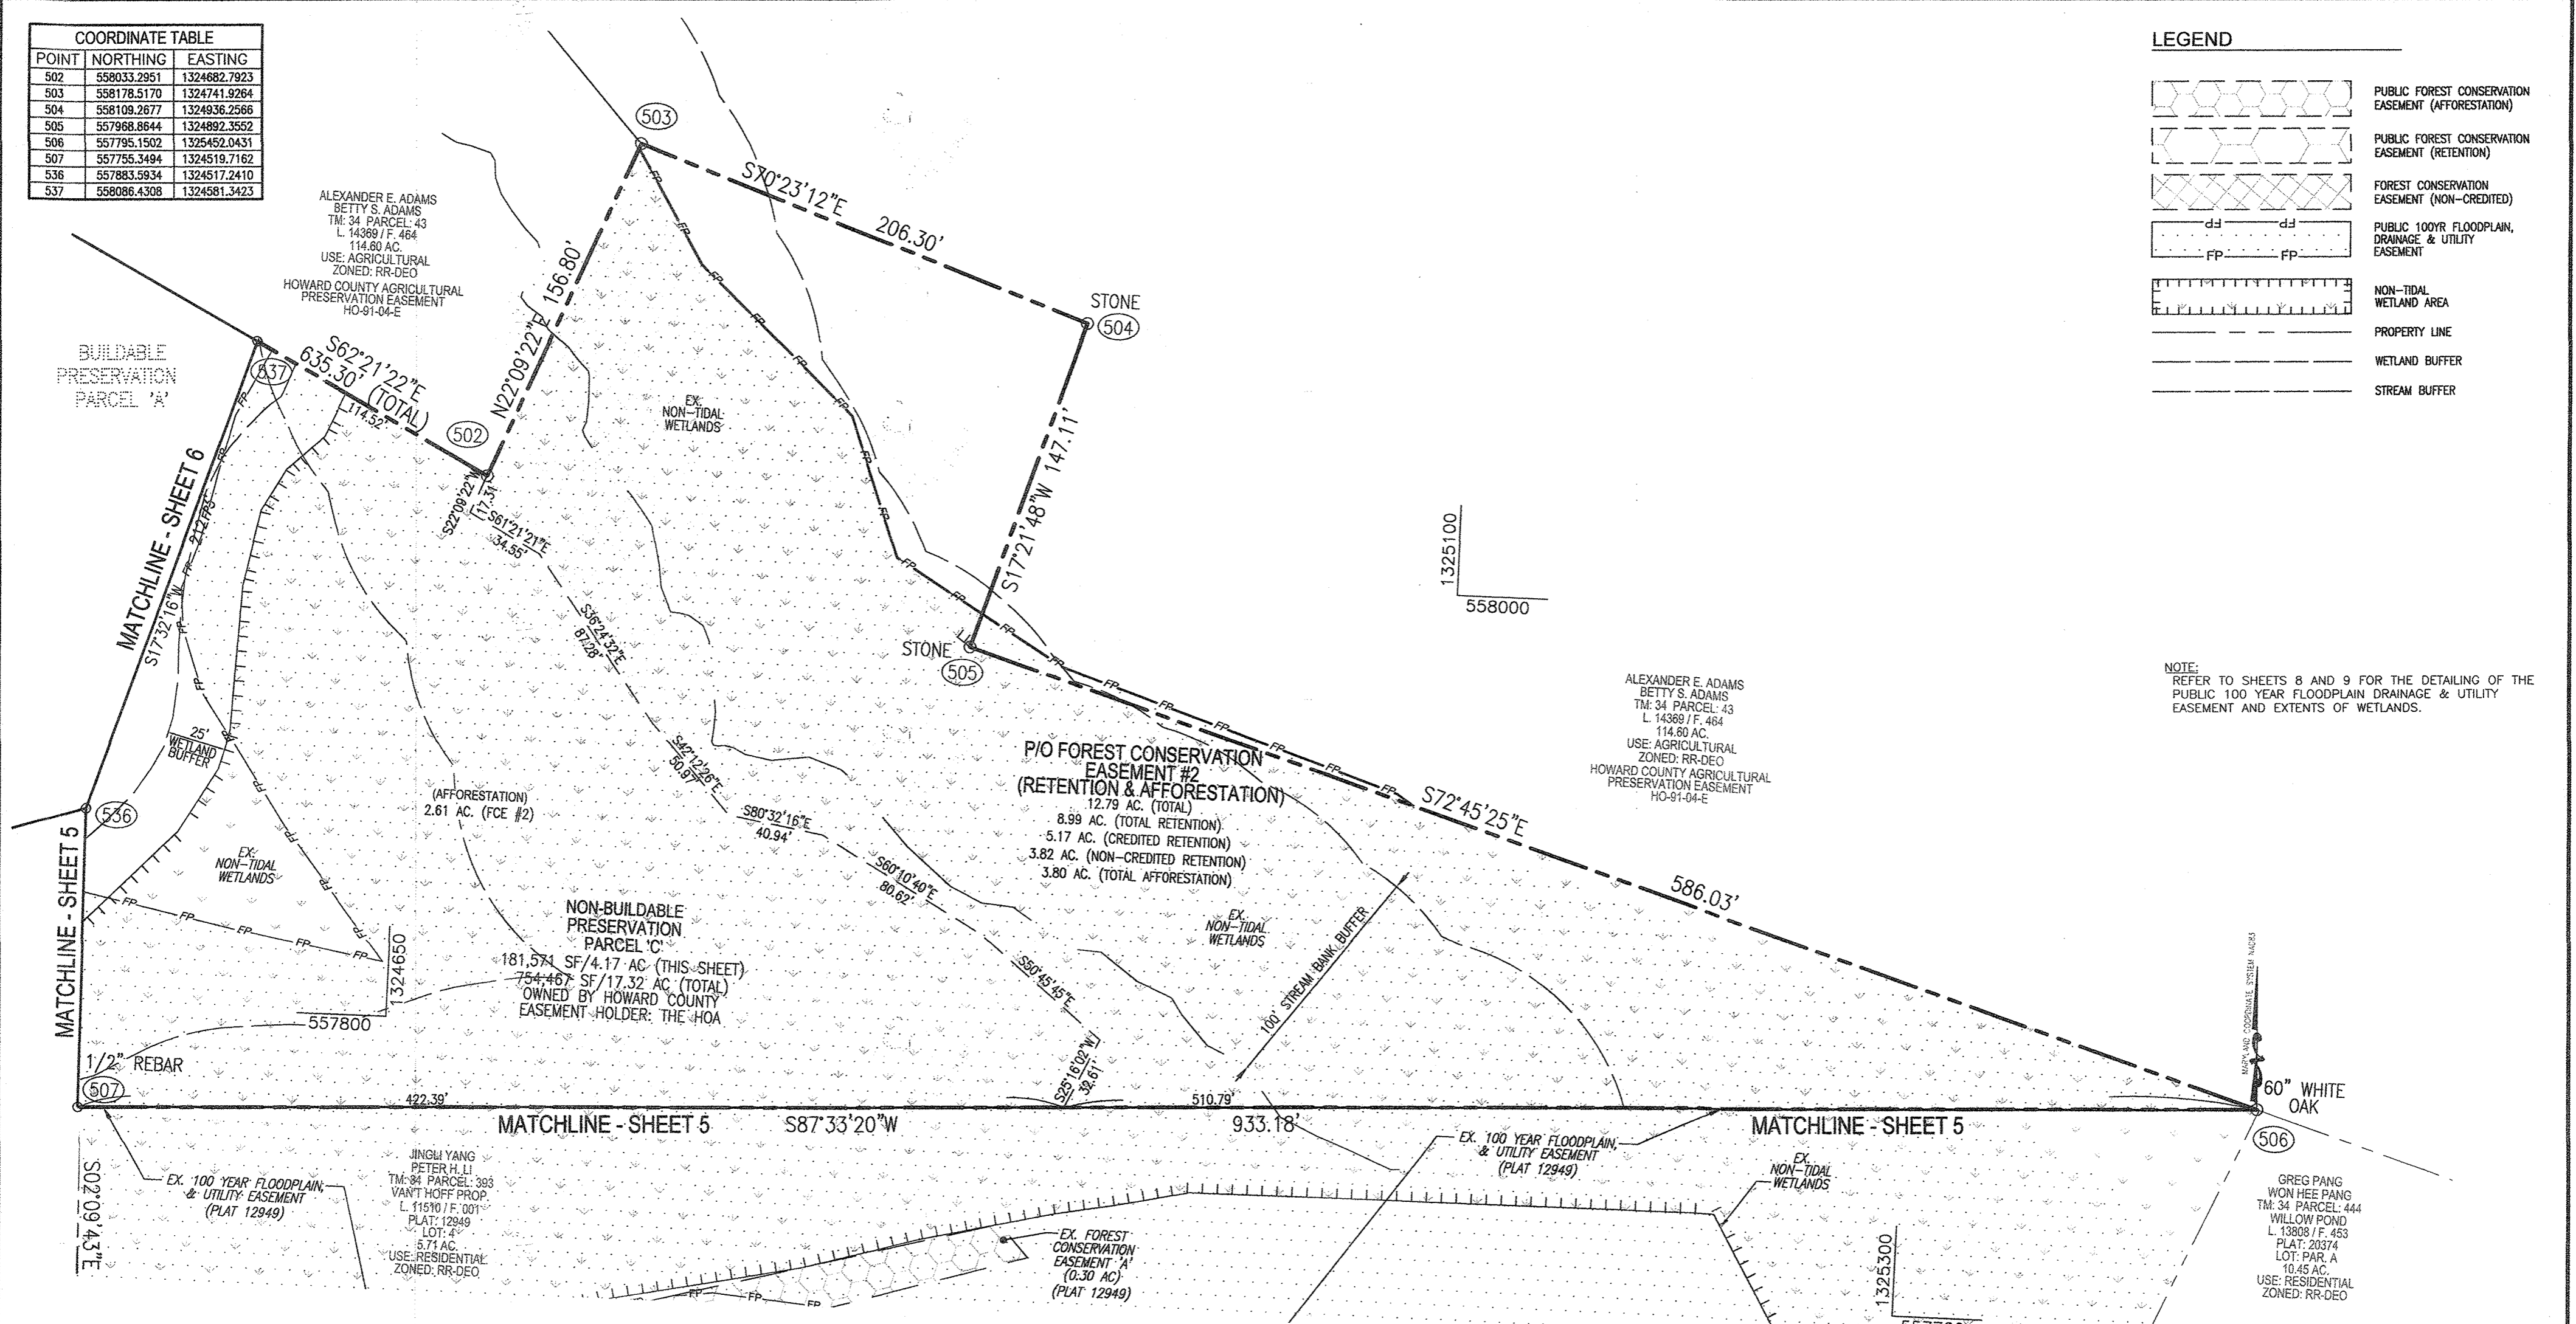 COORDINATE TABLE
POINT NORTHING EASTING
502 558033.2951 1324682.7923
503 558178.5170 1324741.9264
504 558109.2677 1324936.2566
505 557968.8644 1324892.3552
506 557795.1502 1325452.0431
507 557755.3494 1324519.7162
536 557883.5934 1324517.2410
537 558086.4308 1324581.3423
LEGEND
PUBLIC FOREST CONSERVATION
EASEMENT (AFFORESTATION)
PUBLIC FOREST CONSERVATION
EASEMENT (RETENTION)
FOREST CONSERVATION
EASEMENT (NON-CREDITED)
FP FP
FP FP
PUBLIC 100YR FLOODPLAIN,
DRAINAGE & UTILITY
EASEMENT
NON-TIDAL
WETLAND AREA
PROPERTY LINE
WETLAND BUFFER
STREAM BUFFER
NOTE:
REFER TO SHEETS 8 AND 9 FOR THE DETAILING OF THE
PUBLIC 100 YEAR FLOODPLAIN DRAINAGE & UTILITY
EASEMENT AND EXTENTS OF WETLANDS.
ALEXANDER E. ADAMS
BETTY S. ADAMS
TM: 34 PARCEL: 43
L. 14369 / F. 464
114.60 AC.
USE: AGRICULTURAL
ZONED: RR-DEO
HOWARD COUNTY AGRICULTURAL
PRESERVATION EASEMENT
HO-91-04-E
BUILDABLE
PRESERVATION
PARCEL 'A'
503
S70°23'12"E 206.30'
STONE
504
N22°09'22"E 156.80'
537
S62°21'22"E
635.30' (TOTAL)
114.52'
502
S22°09'22"W
17.31'
S61°21'21"E
34.55'
EX.
NON-TIDAL
WETLANDS
S17°21'48"W 147.11'
STONE
505
MATCHLINE - SHEET 6
S17°32'16"W
S36°24'32"E
87.28'
S42°12'26"E
50.97'
S80°32'16"E
40.94'
S60°10'40"E
80.62'
S50°45'45"E
S25°16'02"W
32.61'
1325100
558000
ALEXANDER E. ADAMS
BETTY S. ADAMS
TM: 34 PARCEL: 43
L. 14369 / F. 464
114.60 AC.
USE: AGRICULTURAL
ZONED: RR-DEO
HOWARD COUNTY AGRICULTURAL
PRESERVATION EASEMENT
HO-91-04-E
25'
WETLAND
BUFFER
536
(AFFORESTATION)
2.61 AC. (FCE #2)
P/O FOREST CONSERVATION
EASEMENT #2
(RETENTION & AFFORESTATION)
12.79 AC. (TOTAL)
8.99 AC. (TOTAL RETENTION)
5.17 AC. (CREDITED RETENTION)
3.82 AC. (NON-CREDITED RETENTION)
3.80 AC. (TOTAL AFFORESTATION)
S72°45'25"E
586.03'
EX.
NON-TIDAL
WETLANDS
MATCHLINE - SHEET 5
NON-BUILDABLE
PRESERVATION
PARCEL 'C'
181,571 SF/4.17 AC (THIS SHEET)
754,467 SF/17.32 AC (TOTAL)
OWNED BY HOWARD COUNTY
EASEMENT HOLDER: THE HOA
1324650
557800
EX.
NON-TIDAL
WETLANDS
100' STREAM BANK BUFFER
MARYLAND COORDINATE SYSTEM NAD83
60" WHITE
OAK
506
1/2" REBAR
507
422.39'
510.79'
MATCHLINE - SHEET 5
S87°33'20"W
933.18'
MATCHLINE - SHEET 5
S02°09'43"E
EX. 100 YEAR FLOODPLAIN,
& UTILITY EASEMENT
(PLAT 12949)
JINGLI YANG
PETER H. LI
TM: 34 PARCEL: 393
VAN'T HOFF PROP.
L. 11510 / F. 001
PLAT: 12949
LOT: 4
5.71 AC.
USE: RESIDENTIAL
ZONED: RR-DEO
EX. FOREST
CONSERVATION
EASEMENT 'A'
(0.30 AC)
(PLAT 12949)
EX. 100 YEAR FLOODPLAIN,
& UTILITY EASEMENT
(PLAT 12949)
EX.
NON-TIDAL
WETLANDS
1325300
GREG PANG
WON HEE PANG
TM: 34 PARCEL: 444
WILLOW POND
L. 13808 / F. 453
PLAT: 20374
LOT: PAR. A
10.45 AC.
USE: RESIDENTIAL
ZONED: RR-DEO